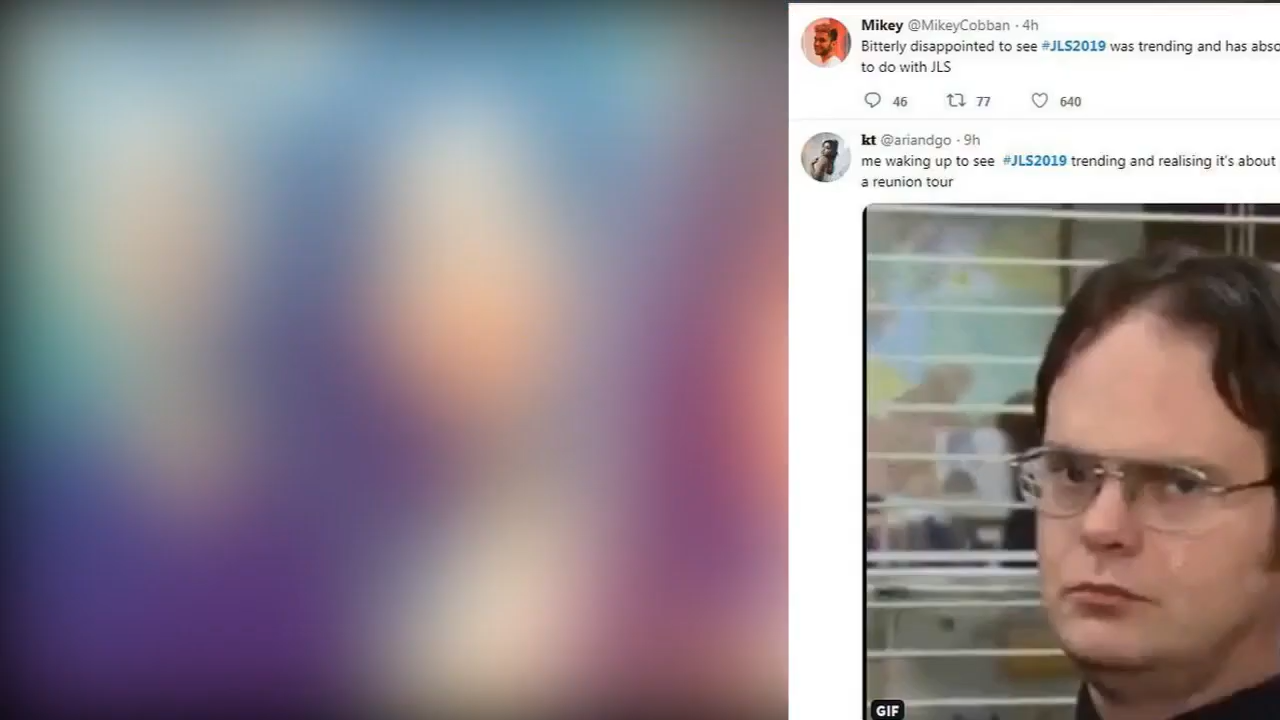 Mikey @MikeyCobban · 4h
Bitterly disappointed to see #JLS2019 was trending and has
to do with JLS
46 77 640
kt @ariandgo · 9h
me waking up to see #JLS2019 trending and realising it's about
a reunion tour
GIF